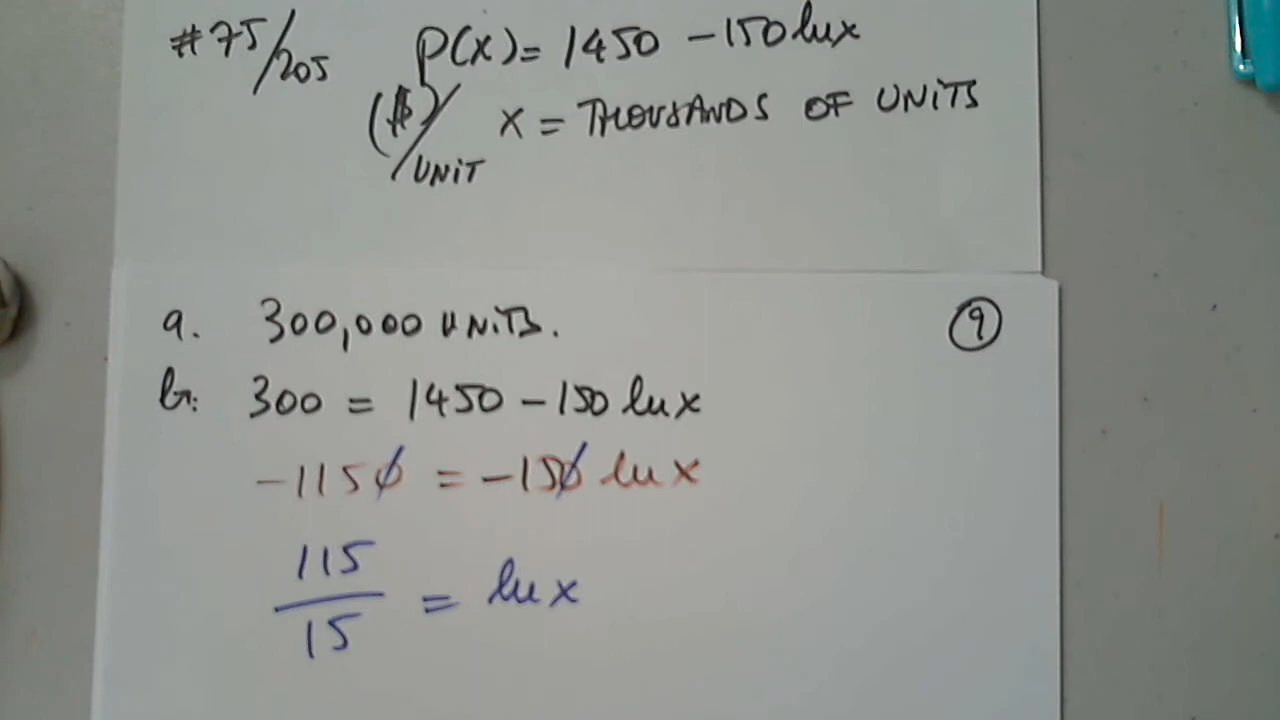 #75/205 P(x) = 1450 - 150 ln x
($)/UNIT x = THOUSANDS OF UNITS
a. 300,000 UNITS. 9
b. 300 = 1450 - 150 ln x
-1150 = -150 ln x
115/15 = ln x